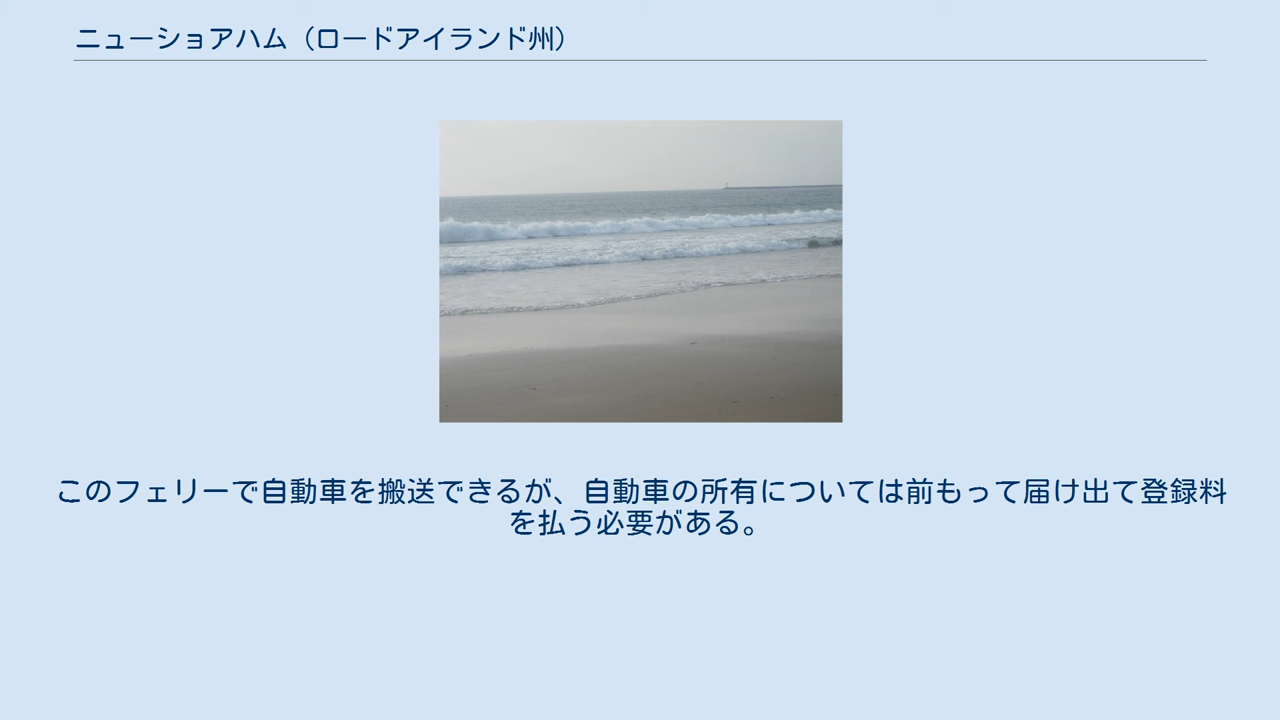 ニューショアハム（ロードアイランド州）
このフェリーで自動車を搬送できるが、自動車の所有については前もって届け出て登録料
を払う必要がある。